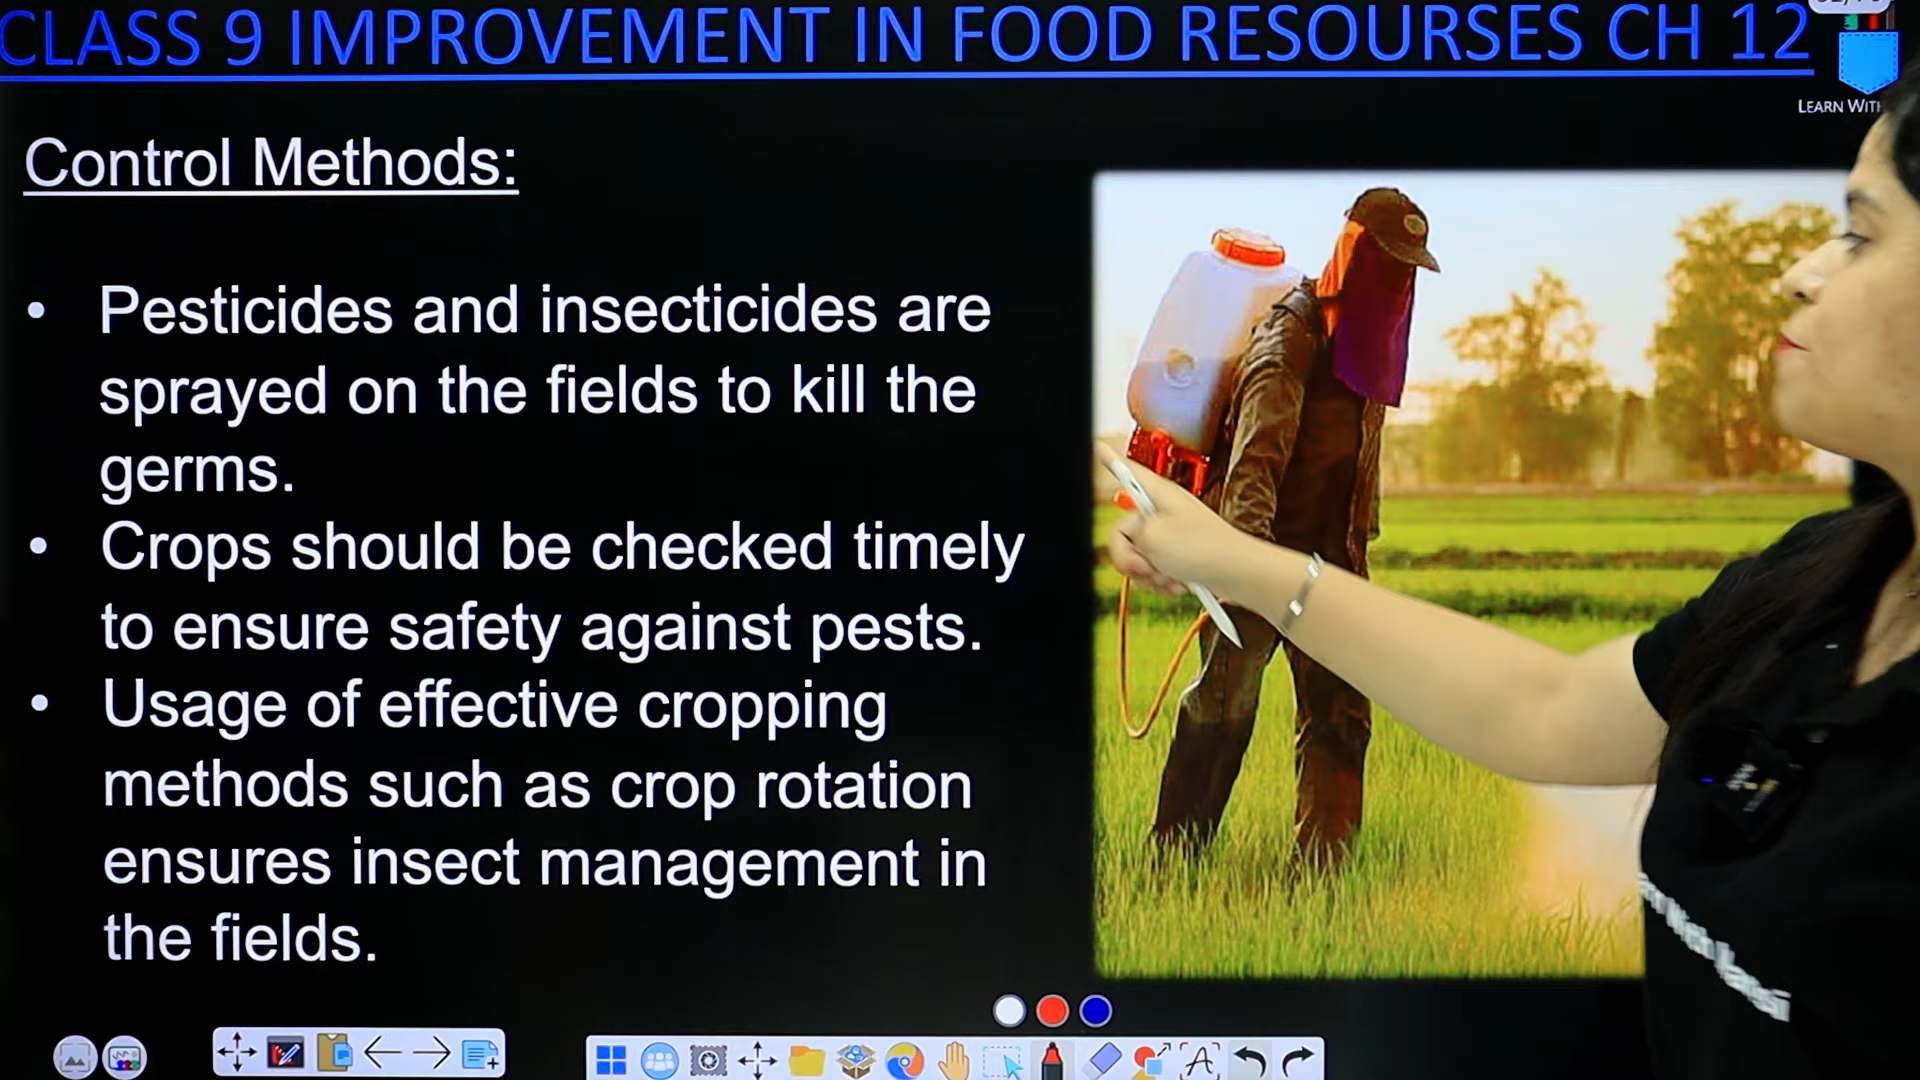 CLASS 9 IMPROVEMENT IN FOOD RESOURSES CH 12
LEARN WITH
Control Methods:
• Pesticides and insecticides are
sprayed on the fields to kill the
germs.
• Crops should be checked timely
to ensure safety against pests.
• Usage of effective cropping
methods such as crop rotation
ensures insect management in
the fields.
With